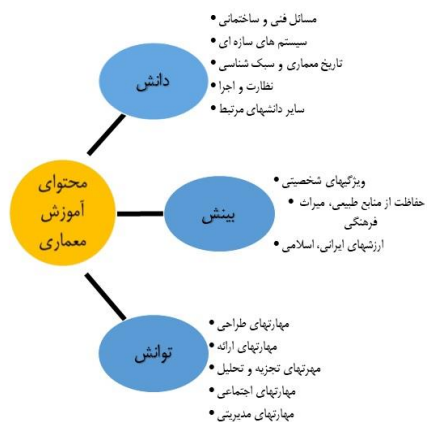 محتوای
آموزش
معماری
دانش
• مسائل فنی و ساختمانی
• سیستم های سازه ای
• تاریخ معماری و سبک شناسی
• نظارت و اجرا
• سایر دانشهای مرتبط
بینش
• ویژگیهای شخصیتی
• حفاظت از منابع طبیعی، میراث
فرهنگی
• ارزشهای ایرانی، اسلامی
توانش
• مهارتهای طراحی
• مهارتهای ارائه
• مهرتهای تجزیه و تحلیل
• مهارتهای اجتماعی
• مهارتهای مدیریتی